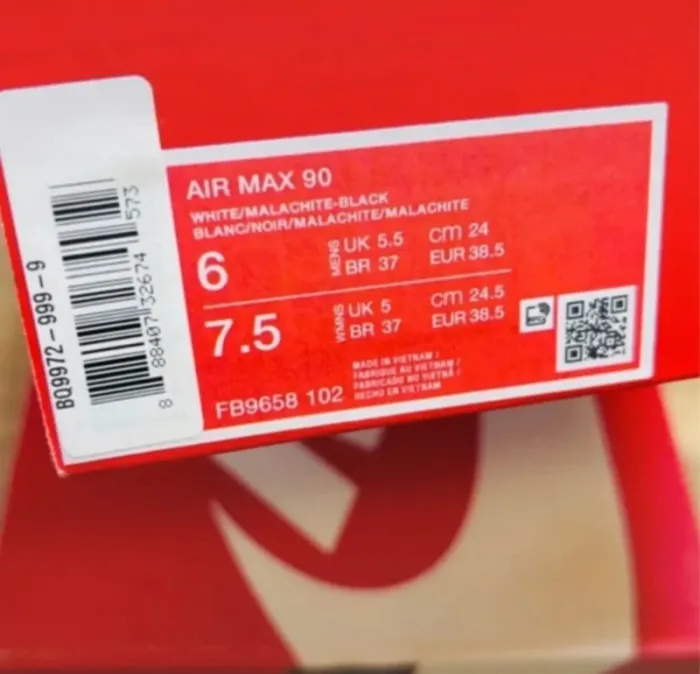 AIR MAX 90
WHITE/MALACHITE-BLACK
BLANC/NOIR/MALACHITE/MALACHITE
6
MENS
UK 5.5
BR 37
cm 24
EUR 38.5
7.5
WMNS
UK 5
BR 37
cm 24.5
EUR 38.5
FB9658 102
MADE IN VIETNAM /
FABRIQUE AU VIETNAM /
FABRICADO NO VIETNÃ /
HECHO EN VIETNAM
BQ9972-999-9
8 88407 32674 573